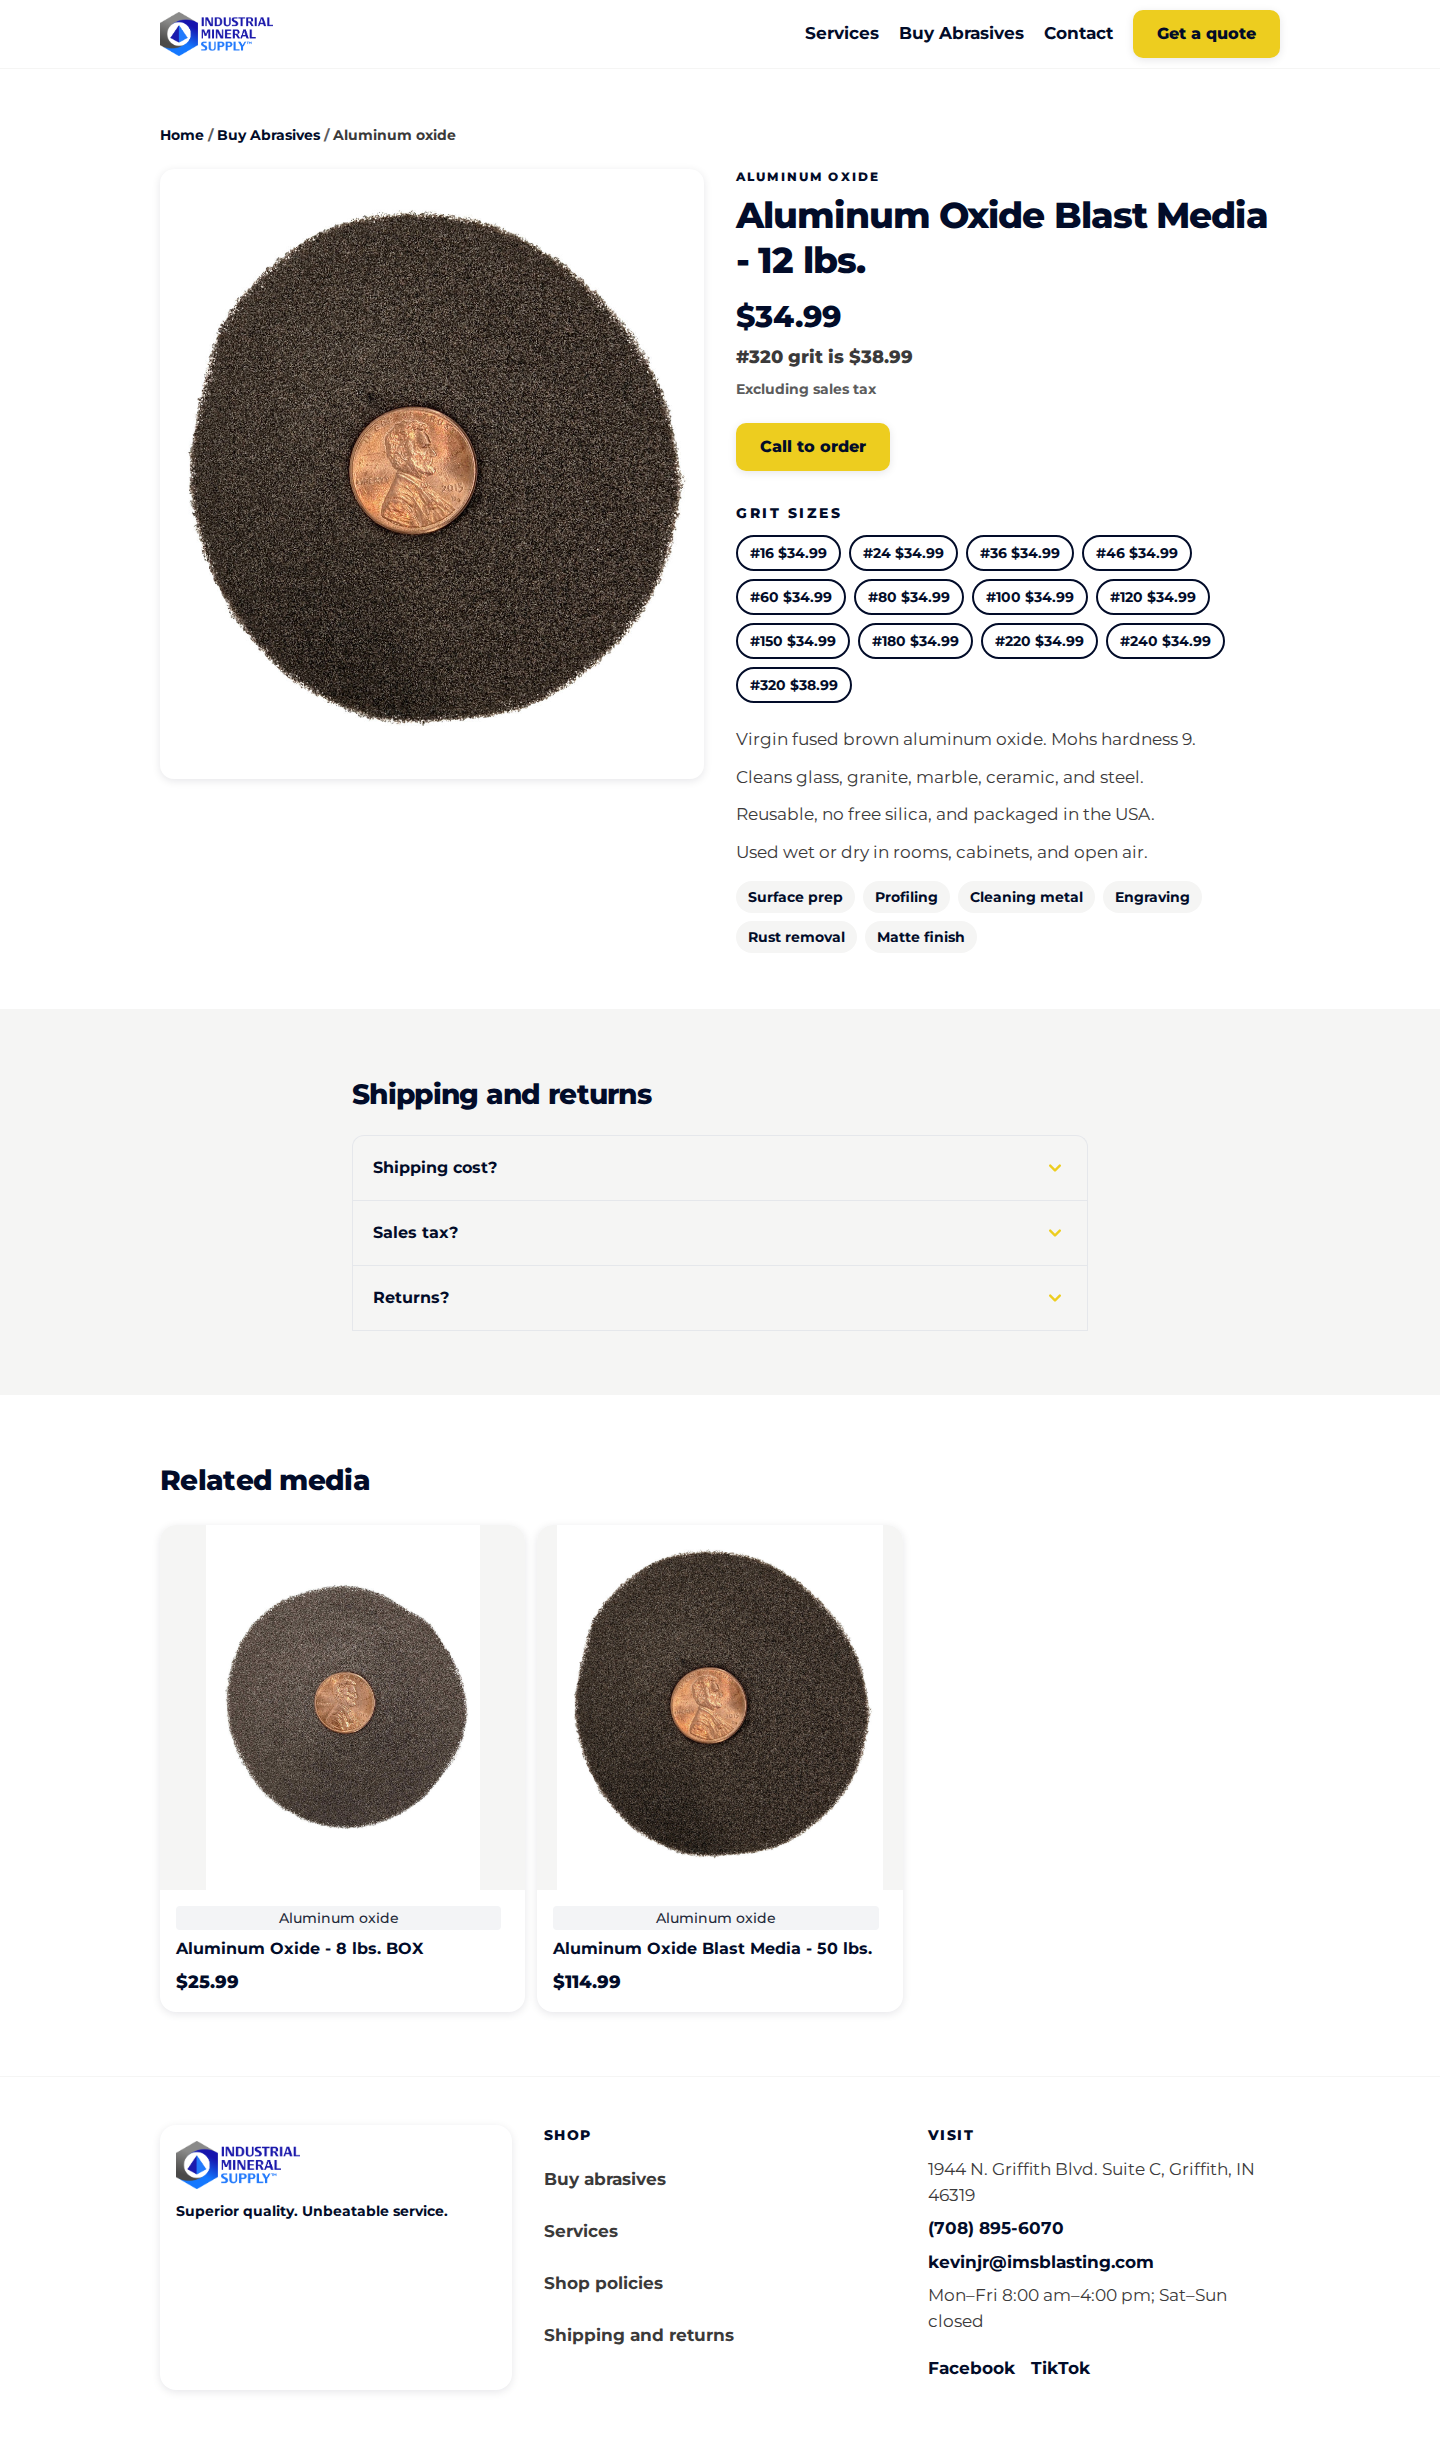 INDUSTRIAL
MINERAL
SUPPLY™
Services
Buy Abrasives
Contact
Get a quote
Home / Buy Abrasives / Aluminum oxide
ALUMINUM OXIDE
Aluminum Oxide Blast Media
- 12 lbs.
$34.99
#320 grit is $38.99
Excluding sales tax
Call to order
GRIT SIZES
#16 $34.99
#24 $34.99
#36 $34.99
#46 $34.99
#60 $34.99
#80 $34.99
#100 $34.99
#120 $34.99
#150 $34.99
#180 $34.99
#220 $34.99
#240 $34.99
#320 $38.99
Virgin fused brown aluminum oxide. Mohs hardness 9.
Cleans glass, granite, marble, ceramic, and steel.
Reusable, no free silica, and packaged in the USA.
Used wet or dry in rooms, cabinets, and open air.
Surface prep
Profiling
Cleaning metal
Engraving
Rust removal
Matte finish
Shipping and returns
Shipping cost?
Sales tax?
Returns?
Related media
Aluminum oxide
Aluminum Oxide - 8 lbs. BOX
$25.99
Aluminum oxide
Aluminum Oxide Blast Media - 50 lbs.
$114.99
INDUSTRIAL
MINERAL
SUPPLY™
Superior quality. Unbeatable service.
SHOP
Buy abrasives
Services
Shop policies
Shipping and returns
VISIT
1944 N. Griffith Blvd. Suite C, Griffith, IN
46319
(708) 895-6070
kevinjr@imsblasting.com
Mon–Fri 8:00 am–4:00 pm; Sat–Sun
closed
Facebook
TikTok